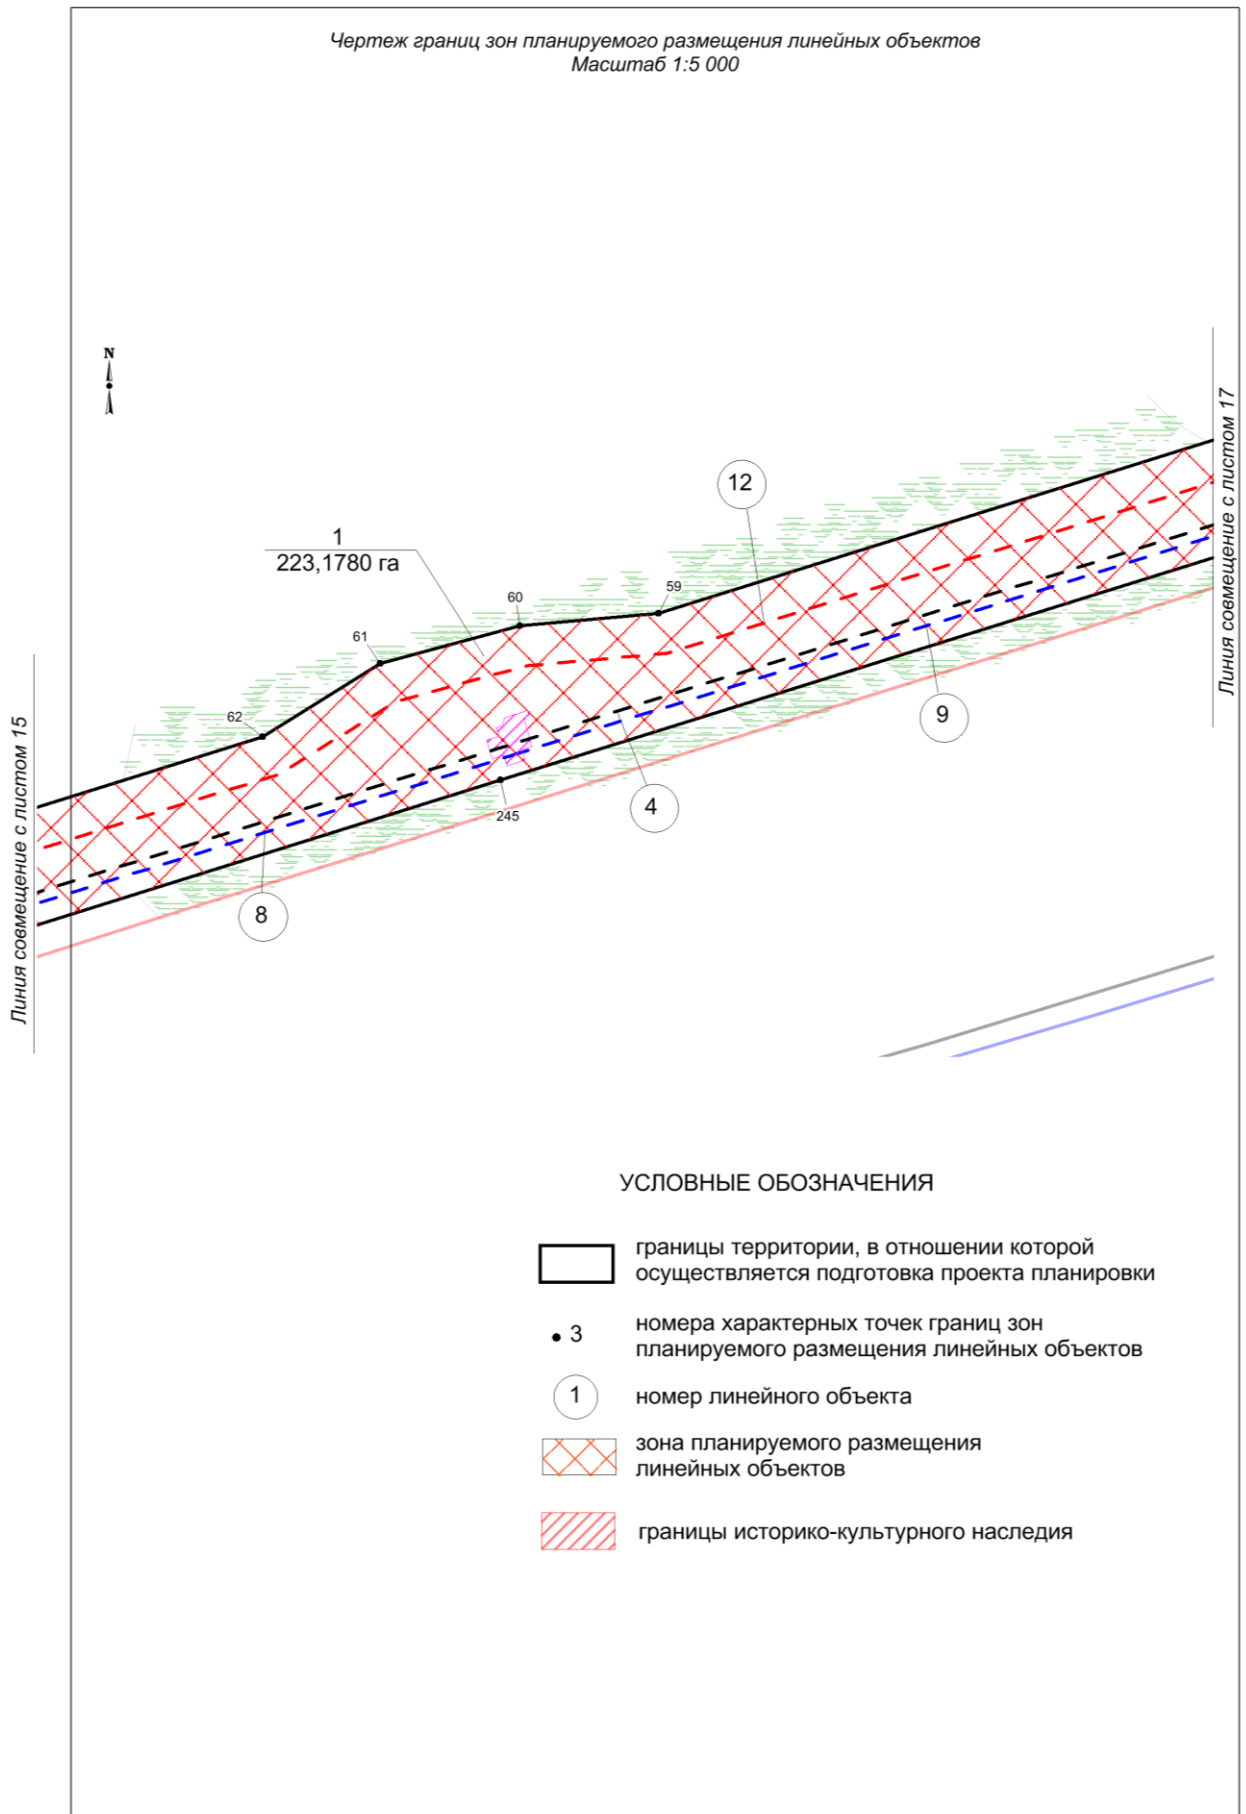 Чертеж границ зон планируемого размещения линейных объектов
Масштаб 1:5 000
N
Линия совмещение с листом 17
12
1
223,1780 га
59
60
61
62
9
4
245
8
Линия совмещение с листом 15
УСЛОВНЫЕ ОБОЗНАЧЕНИЯ
границы территории, в отношении которой
осуществляется подготовка проекта планировки
3
номера характерных точек границ зон
планируемого размещения линейных объектов
1
номер линейного объекта
зона планируемого размещения
линейных объектов
границы историко-культурного наследия